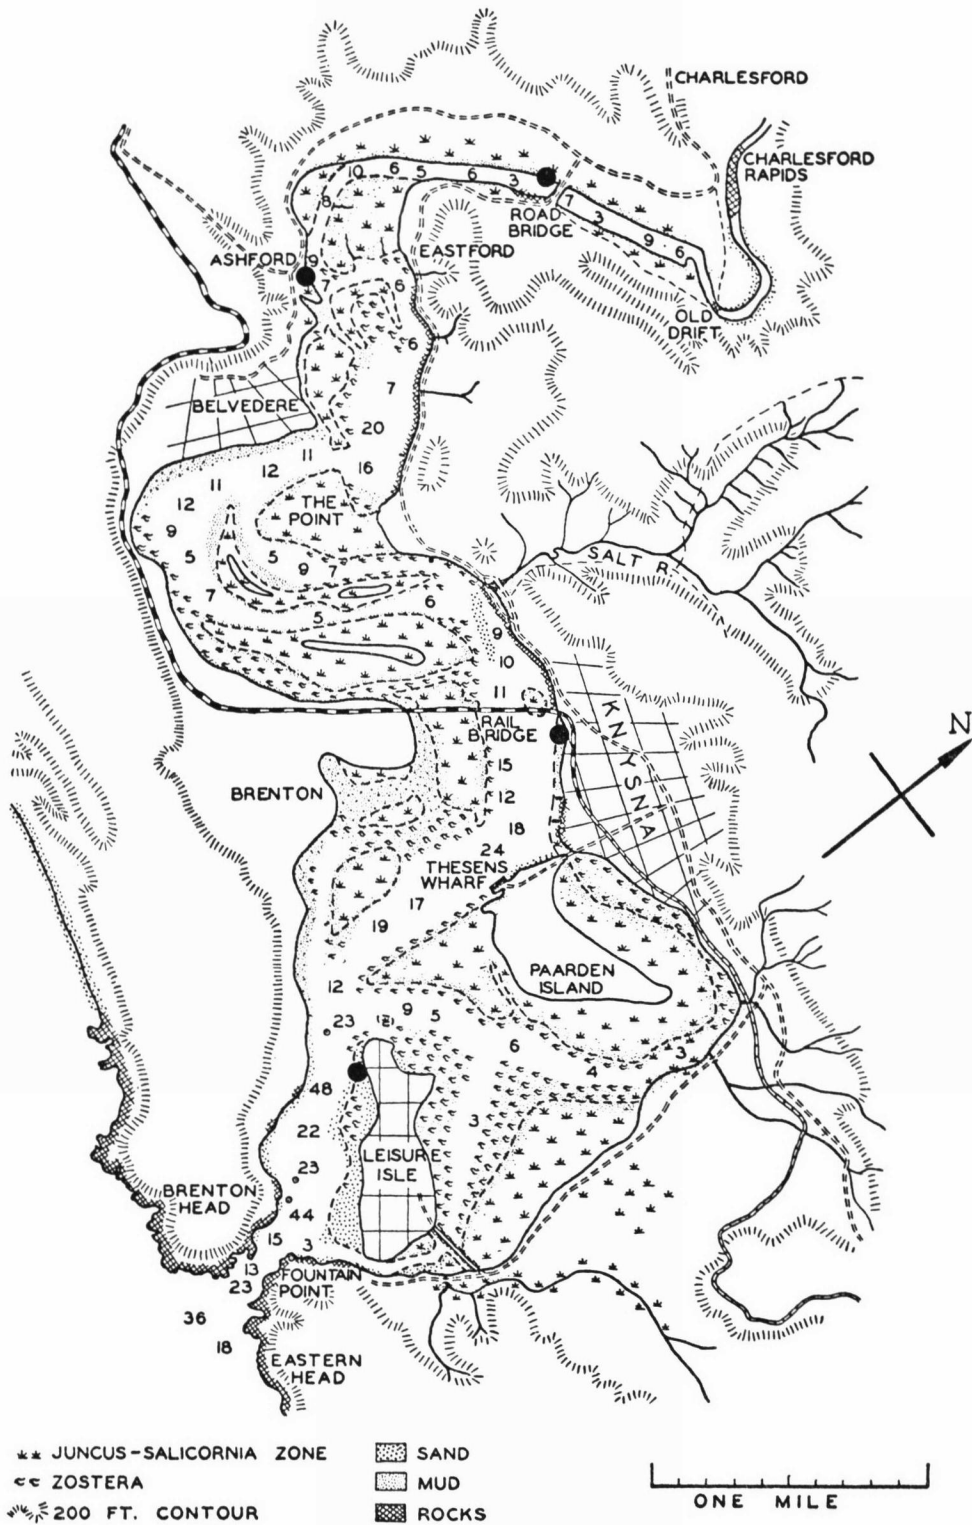 CHARLESFORD
CHARLESFORD
RAPIDS
10 6 5 6 3
8
7 3 9 6
ROAD
BRIDGE
EASTFORD
ASHFORD 9
7 6
OLD
DRIFT
6
7
BELVEDERE
20
11
12 16
11
12
THE
POINT
9
5 5 9 7
SALT R.
7 6
5
9
10
11
RAIL
BRIDGE
KNYSNA
N
15
BRENTON
12
18
24
THESENS
WHARF
17
19
PAARDEN
ISLAND
12
9 5
23 12
6 3
4
48
3
22
LEISURE
ISLE
23
BRENTON
HEAD
44
15 3
13
FOUNTAIN
POINT
23
36
18
EASTERN
HEAD
JUNCUS-SALICORNIA ZONE
ZOSTERA
200 FT. CONTOUR
SAND
MUD
ROCKS
ONE MILE